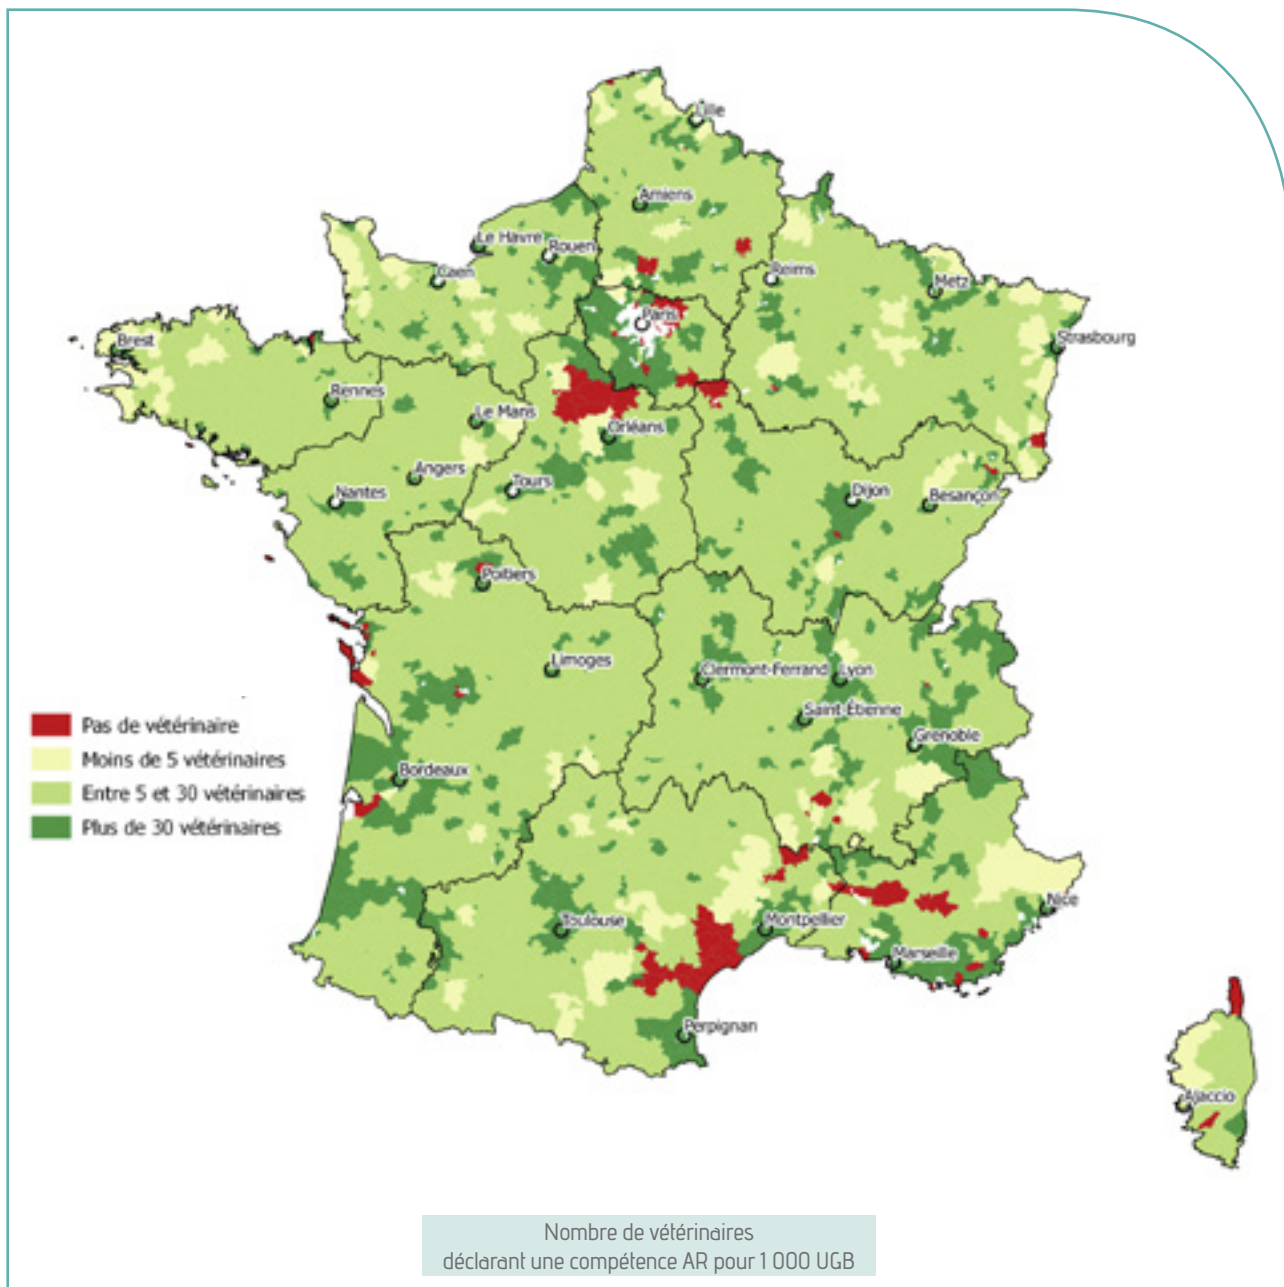 Lille
Amiens
Le Havre
Rouen
Caen
Reims
Metz
Paris
Strasbourg
Brest
Rennes
Le Mans
Orléans
Angers
Tours
Nantes
Dijon
Besançon
Poitiers
Limoges
Clermont-Ferrand
Lyon
Saint-Étienne
Grenoble
Bordeaux
Pas de vétérinaire
Moins de 5 vétérinaires
Entre 5 et 30 vétérinaires
Plus de 30 vétérinaires
Toulouse
Montpellier
Nice
Marseille
Perpignan
Ajaccio
Nombre de vétérinaires
déclarant une compétence AR pour 1 000 UGB